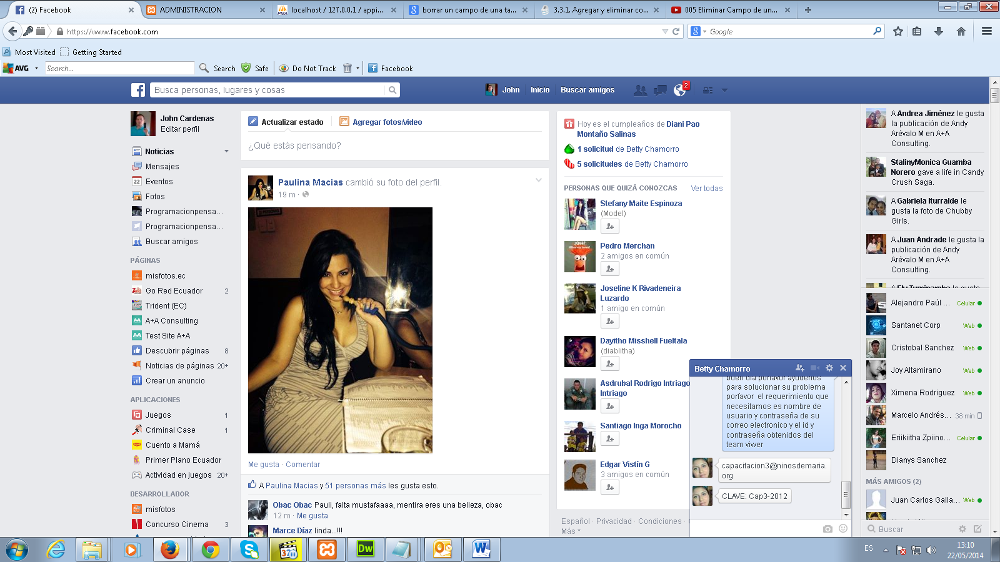 (2) Facebook
ADMINISTRACION
localhost / 127.0.0.1 / appi...
borrar un campo de una ta...
3.3.1. Agregar y eliminar co...
005 Eliminar Campo de un...
https://www.facebook.com
Google
Most Visited
Getting Started
AVG
Search...
Search
Safe
Do Not Track
Facebook
Busca personas, lugares y cosas
John
Inicio
Buscar amigos
2
John Cardenas
Editar perfil
Noticias
Mensajes
Eventos
Fotos
Programacionpensa...
Programacionpensa...
Buscar amigos
PÁGINAS
misfotos.ec
Go Red Ecuador 2
Trident (EC)
A+A Consulting
Test Site A+A
Descubrir páginas 8
Noticias de páginas 20+
Crear un anuncio
APLICACIONES
Juegos 1
Criminal Case 1
Cuento a Mamá
Primer Plano Ecuador
Actividad en juegos 20+
DESARROLLADOR
misfotos
Concurso Cinema 3
Actualizar estado
Agregar fotos/video
¿Qué estás pensando?
Paulina Macias cambió su foto del perfil.
19 m ·
Me gusta · Comentar
A Paulina Macias y 51 personas más les gusta esto.
Obac Obac Pauli, falta mustafaaaa, mentira eres una belleza, obac
12 m · Me gusta
Marce Díaz linda...!!!
Hoy es el cumpleaños de Diani Pao
Montaño Salinas
1 solicitud de Betty Chamorro
5 solicitudes de Betty Chamorro
PERSONAS QUE QUIZÁ CONOZCAS
Ver todas
Stefany Maite Espinoza
(Model)
Pedro Merchan
2 amigos en común
Joseline K Rivadeneira
Luzardo
1 amigo en común
Dayitho Misshell Fueltala
(diablitha)
Asdrubal Rodrigo Intriago
Intriago
Santiago Inga Morocho
Edgar Vistín G
3 amigos en común
Español · Privacidad · Condiciones ·
Más
Betty Chamorro
buen dia porfavor ayudenos
para solucionar su problema
porfavor el requerimiento que
necesitamos es nombre de
usuario y contraseña de su
correo electronico y el id y
contraseña obtenidos del
team viwer
capacitacion3@ninosdemaria.
org
CLAVE: Cap3-2012
A Andrea Jiménez le gusta
la publicación de Andy
Arévalo M en A+A
Consulting.
StalinyMonica Guamba
Norero gave a life in Candy
Crush Saga.
A Gabriela Iturralde le
gusta la foto de Chubby
Girls.
A Juan Andrade le gusta la
publicación de Andy
Arévalo M en A+A
Consulting.
Alejandro Paúl ... Celular
Santanet Corp Web
Cristobal Sanchez Web
Joy Altamirano Web
Ximena Rodriguez Web
Marcelo Andrés... 38 min
Eriikiitha Zpiino... Celular
Dianys Sanchez
MÁS AMIGOS (2)
Juan Carlos Galla... Web
Buscar
ES
13:10
22/05/2014